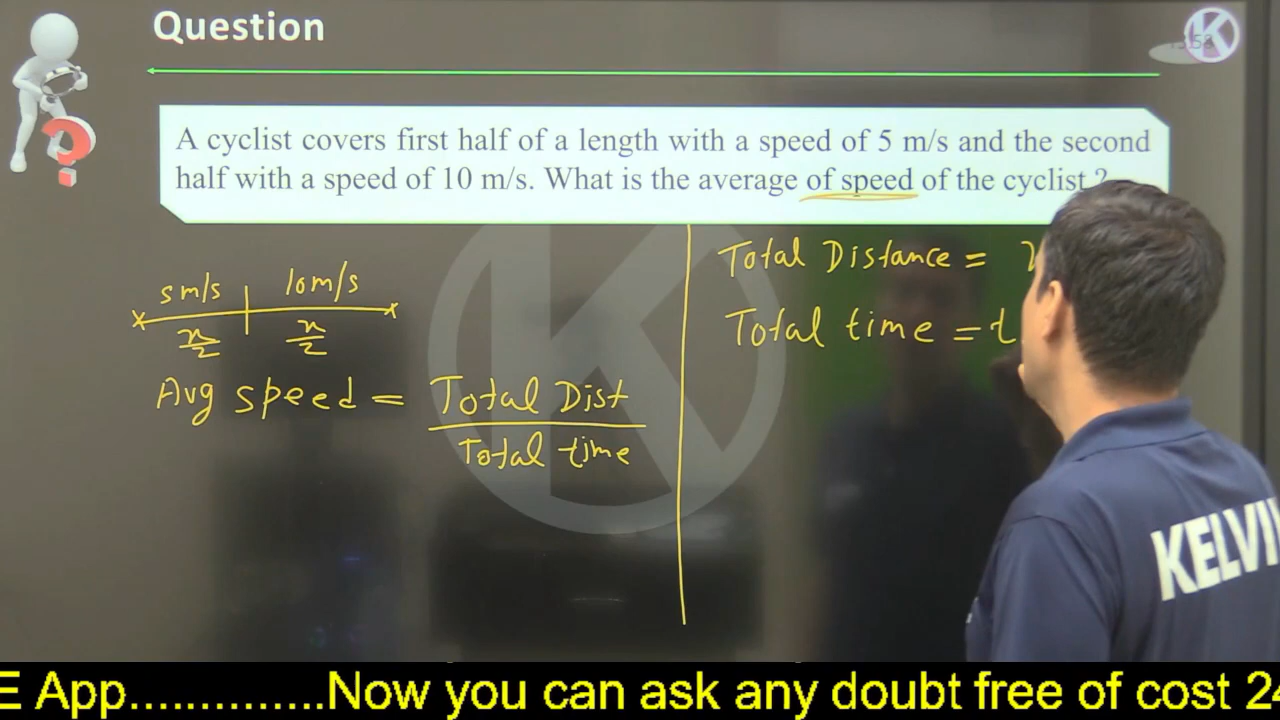 Question
A cyclist covers first half of a length with a speed of 5 m/s and the second
half with a speed of 10 m/s. What is the average of speed of the cyclist ?
5m/s 10m/s
x/2 x/2
Avg speed = Total Dist / Total time
Total Distance =
Total time = t
KELVI
E App..............Now you can ask any doubt free of cost 24